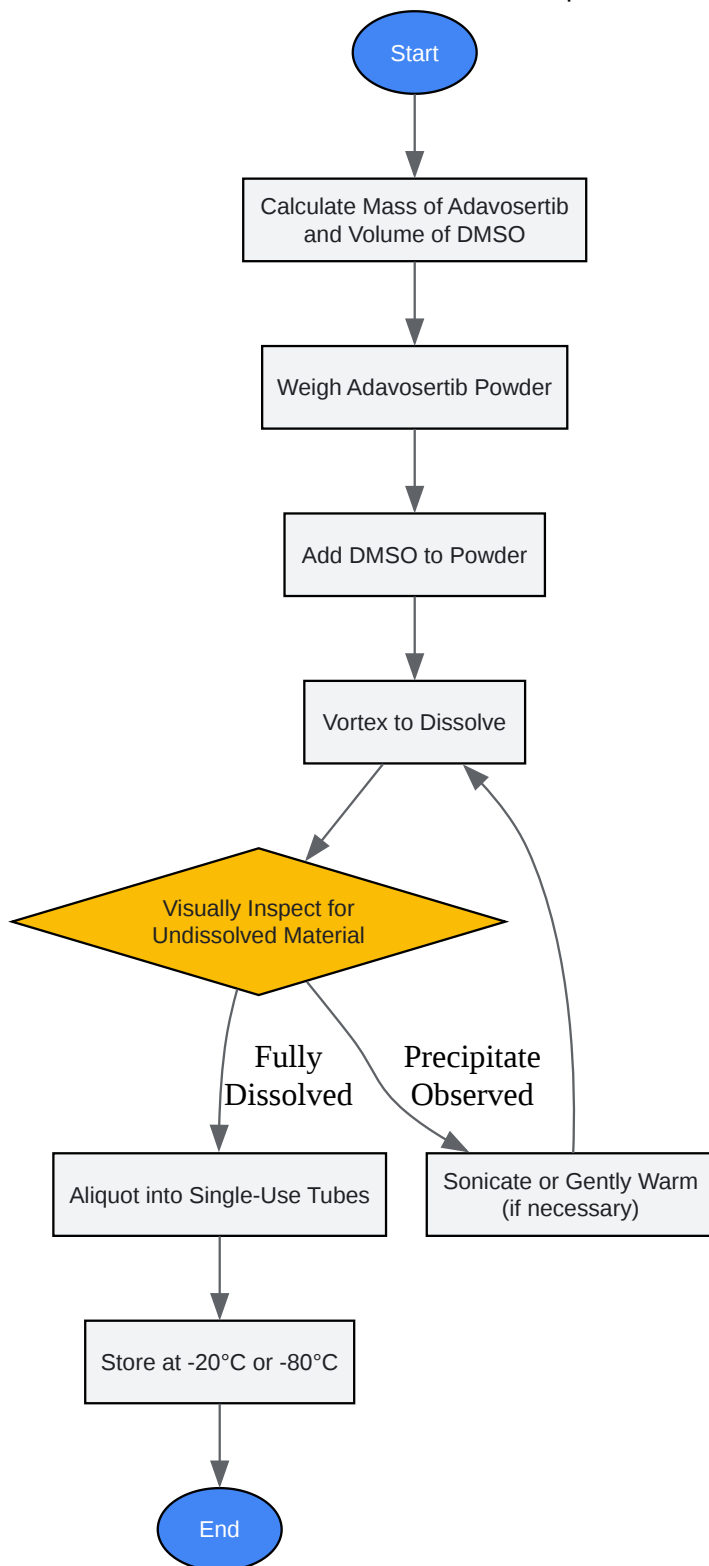 Start
Calculate Mass of Adavosertib
and Volume of DMSO
Weigh Adavosertib Powder
Add DMSO to Powder
Vortex to Dissolve
Visually Inspect for
Undissolved Material
Fully
Dissolved
Precipitate
Observed
Aliquot into Single-Use Tubes
Sonicate or Gently Warm
(if necessary)
Store at -20°C or -80°C
End